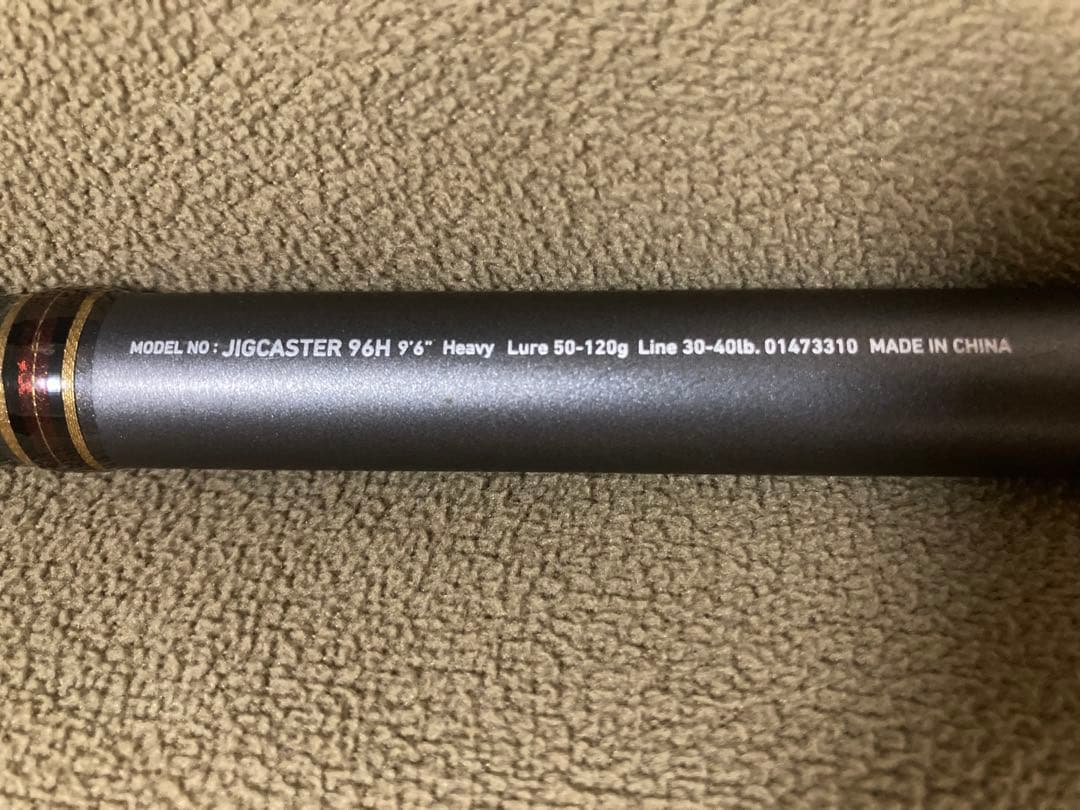 MODEL NO : JIGCASTER 96H 9'6" Heavy Lure 50-120g Line 30-40lb. 01473310 MADE IN CHINA